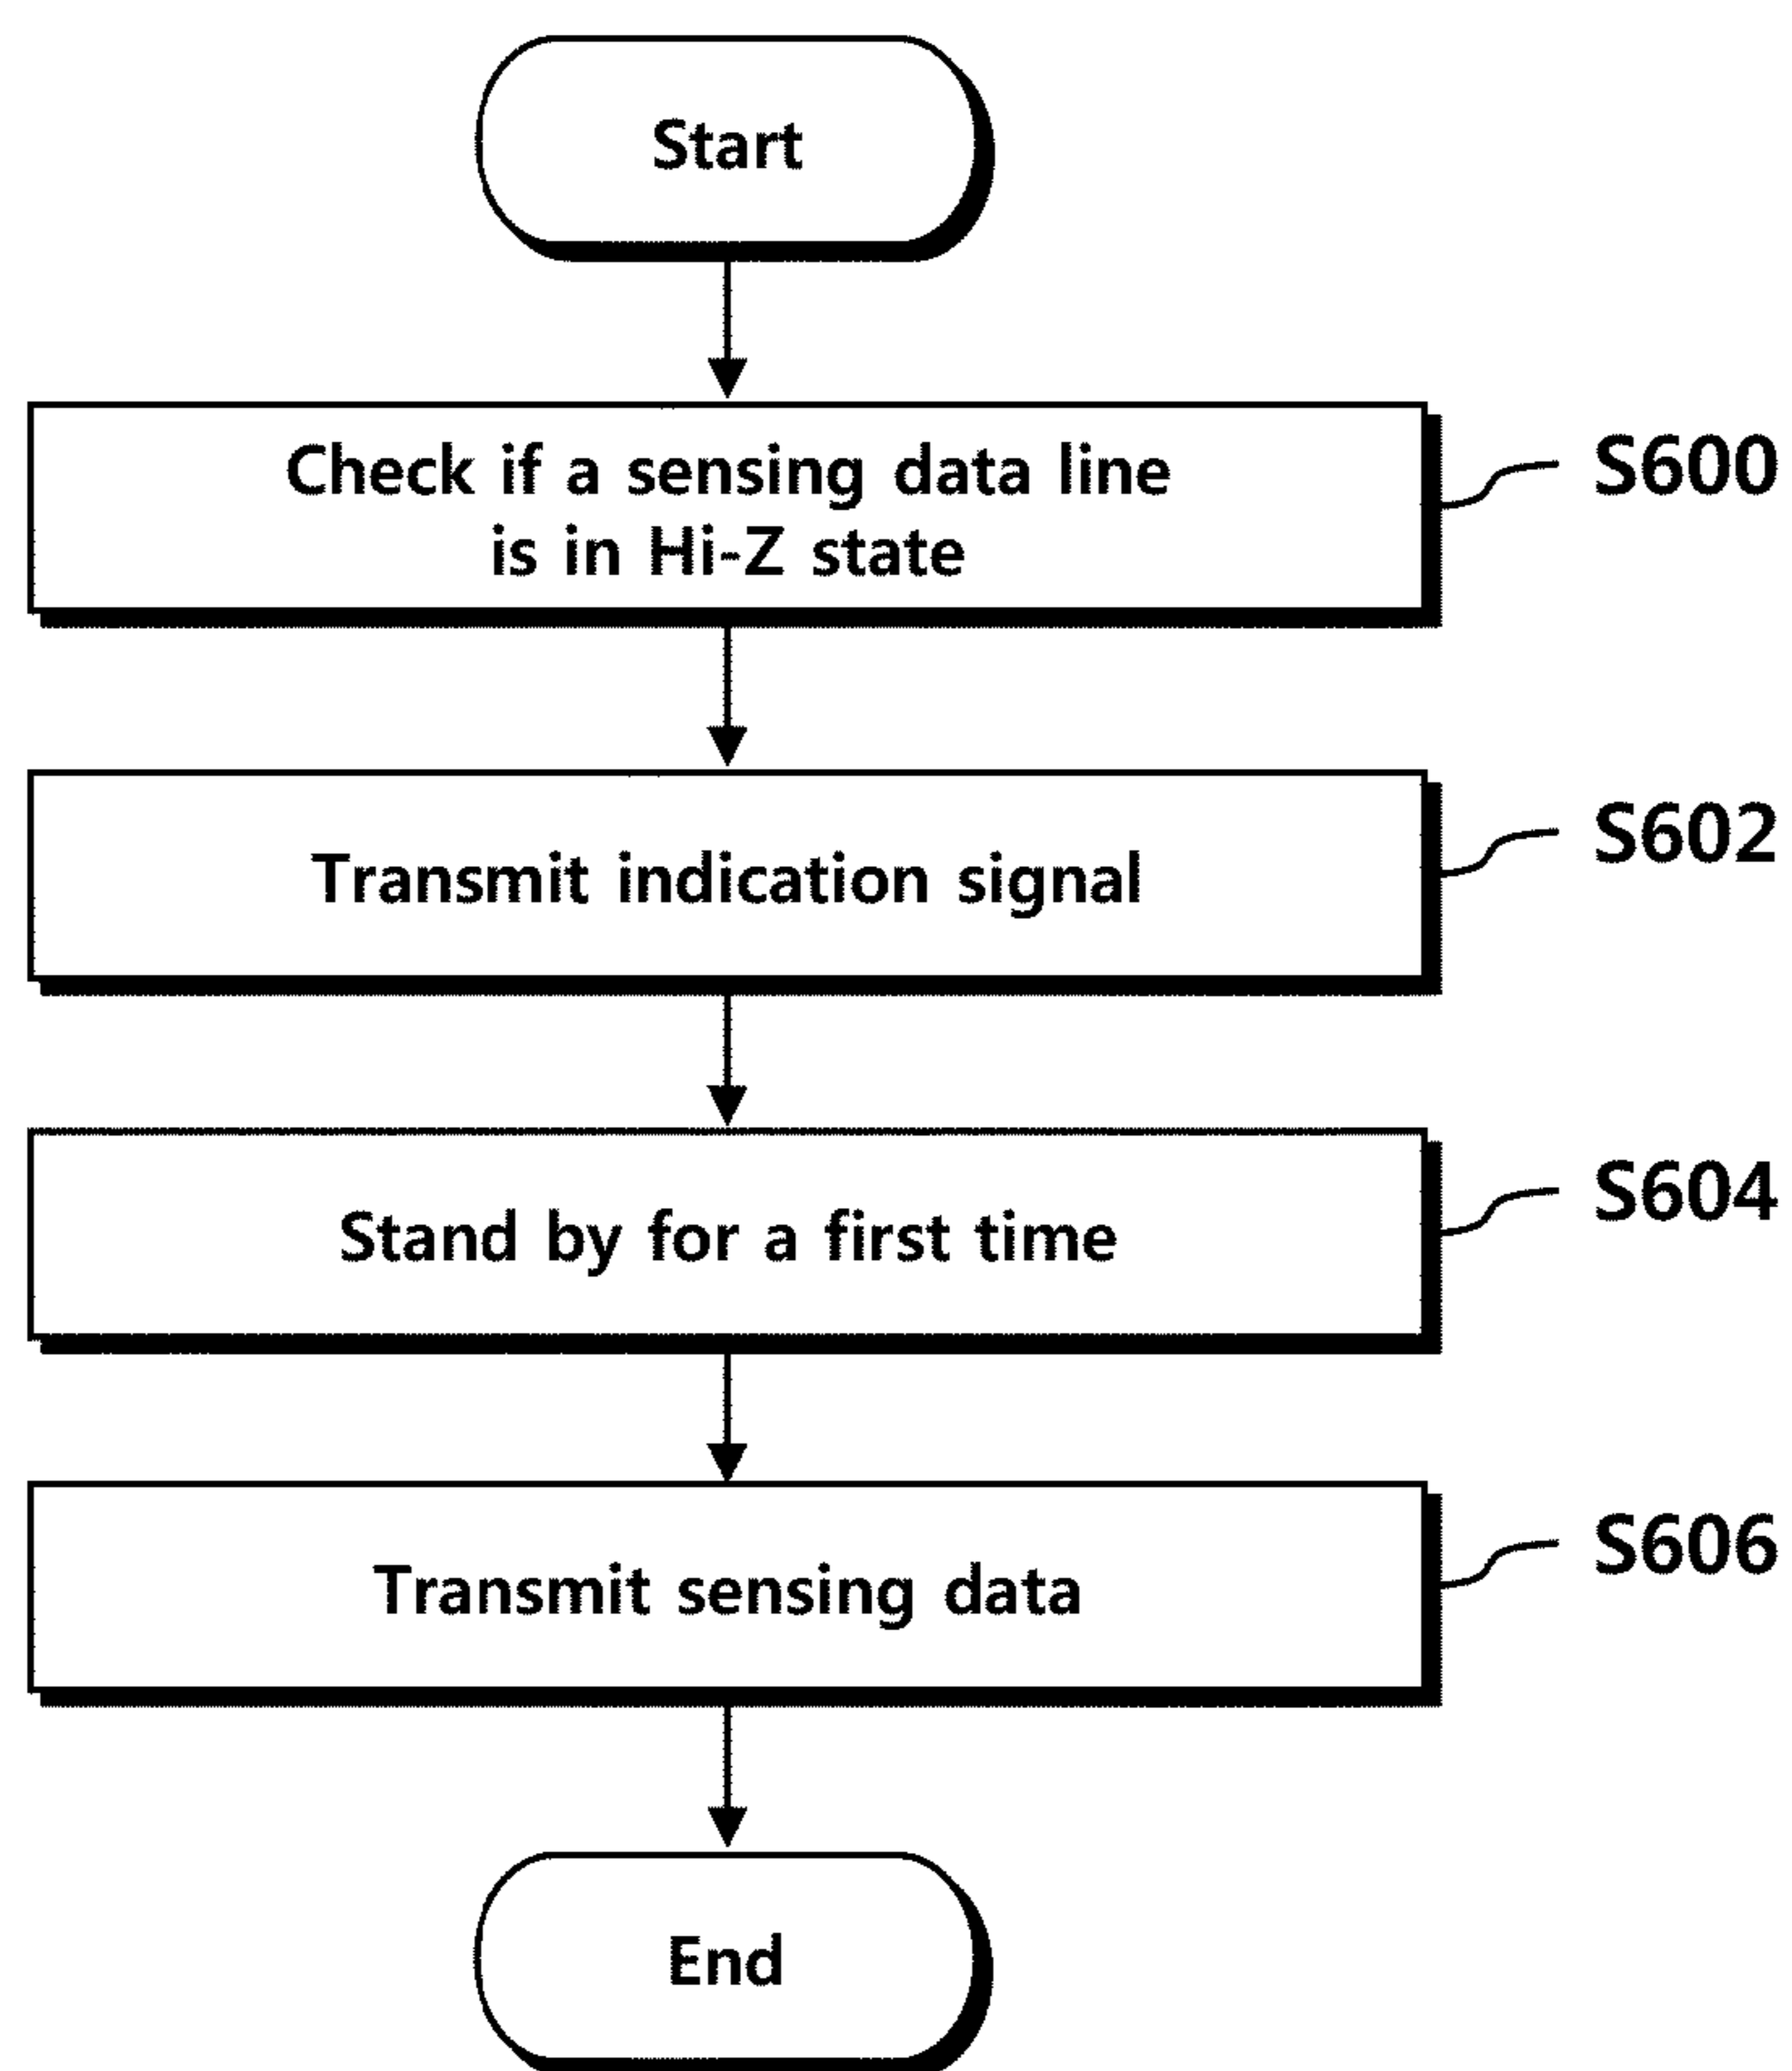 Start
Check if a sensing data line
is in Hi-Z state
S600
Transmit indication signal
S602
Stand by for a first time
S604
Transmit sensing data
S606
End